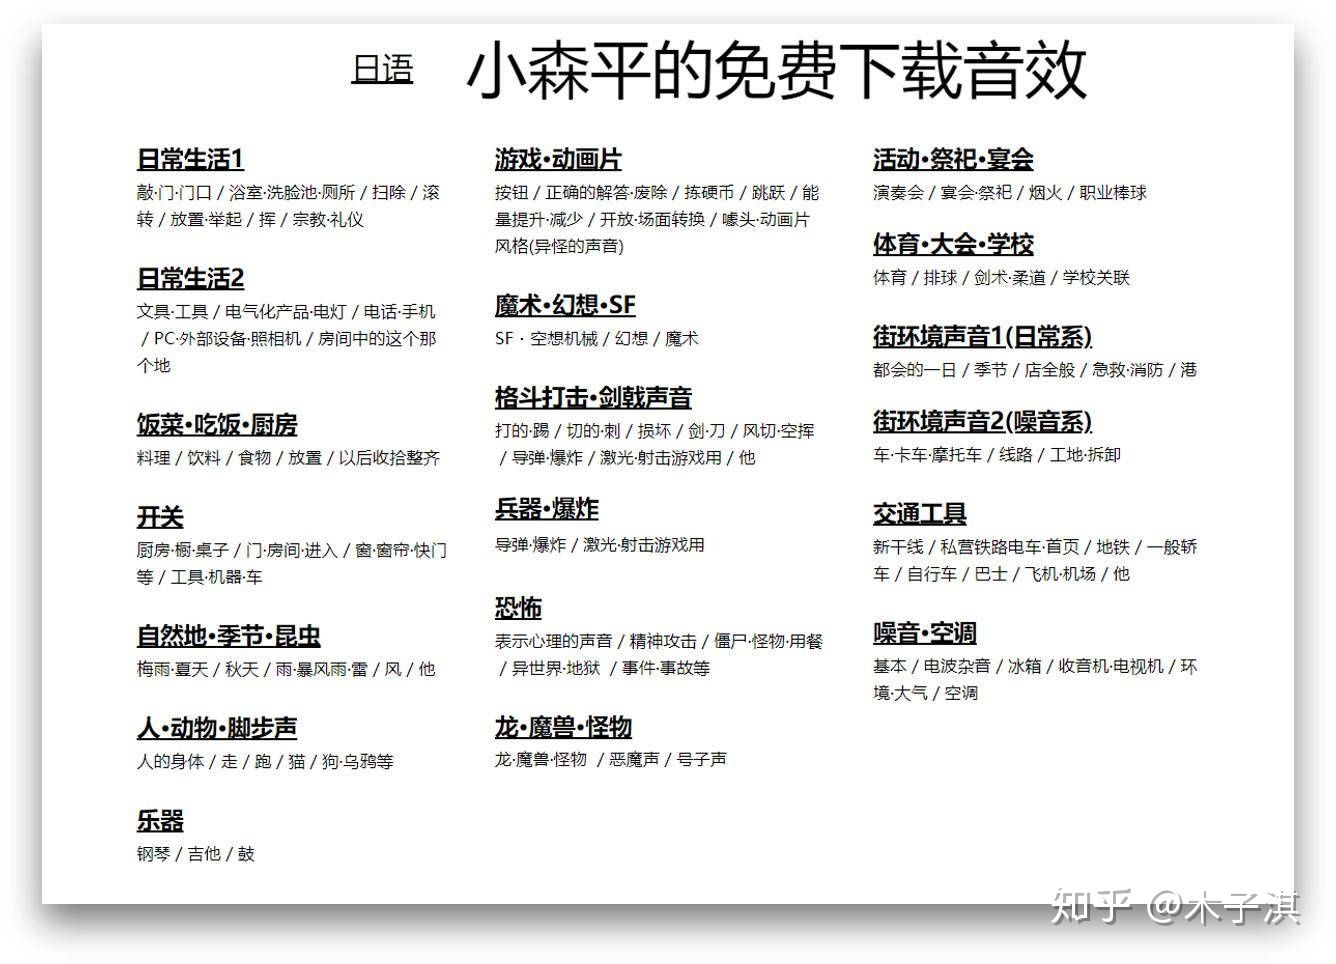 日语
小森平的免费下载音效
日常生活1
敲·门·门口 / 浴室·洗脸池·厕所 / 扫除 / 滚
转 / 放置·举起 / 挥 / 宗教·礼仪
日常生活2
文具·工具 / 电气化产品·电灯 / 电话·手机
/ PC·外部设备·照相机 / 房间中的这个那
个地
饭菜·吃饭·厨房
料理 / 饮料 / 食物 / 放置 / 以后收拾整齐
开关
厨房·橱·桌子 / 门·房间·进入 / 窗·窗帘·快门
等 / 工具·机器·车
自然地·季节·昆虫
梅雨·夏天 / 秋天 / 雨·暴风雨·雷 / 风 / 他
人·动物·脚步声
人的身体 / 走 / 跑 / 猫 / 狗·乌鸦等
乐器
钢琴 / 吉他 / 鼓
游戏·动画片
按钮 / 正确的解答·废除 / 拣硬币 / 跳跃 / 能
量提升·减少 / 开放·场面转换 / 噱头·动画片
风格(异怪的声音)
魔术·幻想·SF
SF・空想机械 / 幻想 / 魔术
格斗打击·剑戟声音
打的·踢 / 切的·刺 / 损坏 / 剑·刀 / 风切·空挥
/ 导弹·爆炸 / 激光·射击游戏用 / 他
兵器·爆炸
导弹·爆炸 / 激光·射击游戏用
恐怖
表示心理的声音 / 精神攻击 / 僵尸·怪物·用餐
/ 异世界·地狱 / 事件·事故等
龙·魔兽·怪物
龙·魔兽·怪物 / 恶魔声 / 号子声
活动·祭祀·宴会
演奏会 / 宴会·祭祀 / 烟火 / 职业棒球
体育·大会·学校
体育 / 排球 / 剑术·柔道 / 学校关联
街环境声音1(日常系)
都会的一日 / 季节 / 店全般 / 急救·消防 / 港
街环境声音2(噪音系)
车·卡车·摩托车 / 线路 / 工地·拆卸
交通工具
新干线 / 私营铁路电车·首页 / 地铁 / 一般轿
车 / 自行车 / 巴士 / 飞机·机场 / 他
噪音·空调
基本 / 电波杂音 / 冰箱 / 收音机·电视机 / 环
境·大气 / 空调
知乎 @木子淇